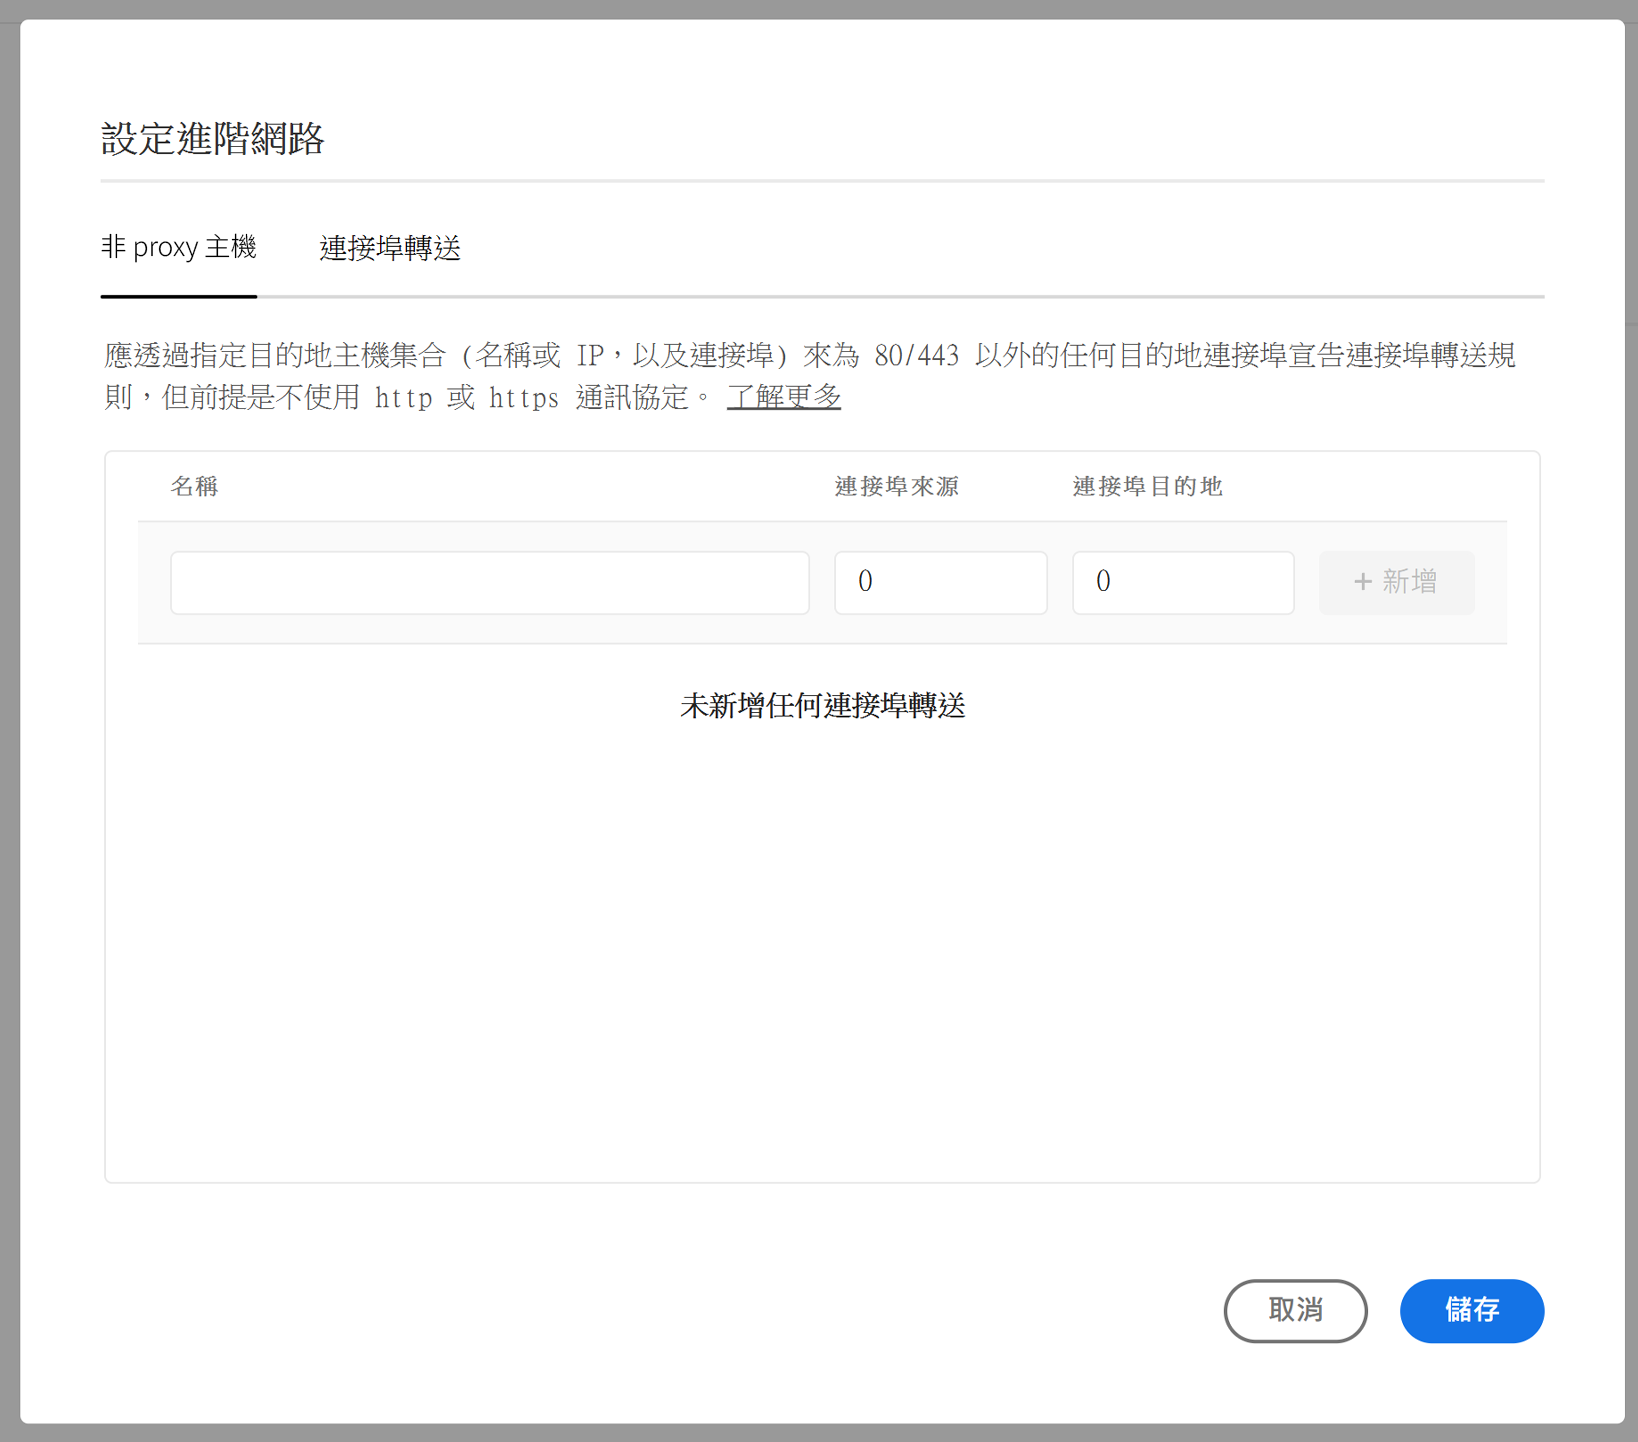 設定進階網路
非 proxy 主機 連接埠轉送
應透過指定目的地主機集合 (名稱或 IP，以及連接埠) 來為 80/443 以外的任何目的地連接埠宣告連接埠轉送規
則，但前提是不使用 http 或 https 通訊協定。 了解更多
名稱 連接埠來源 連接埠目的地
0 0 + 新增
未新增任何連接埠轉送
取消 儲存